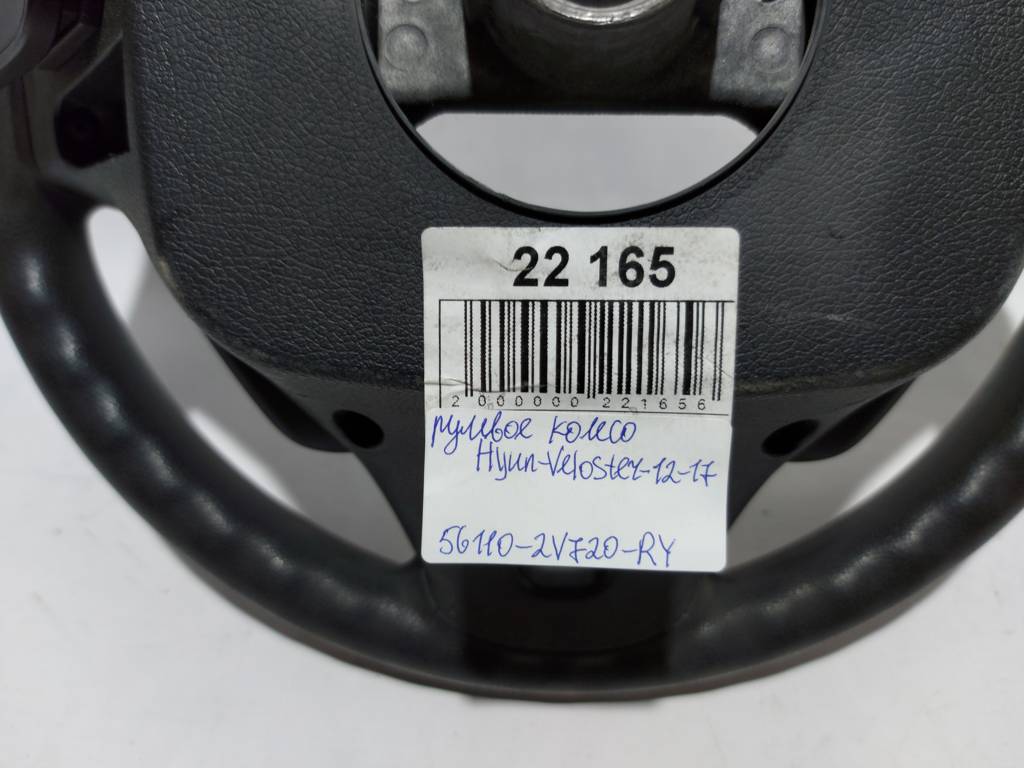 22 165
2 000000 221656
рулевое колесо
Hyun-Veloster-12-17
56110-2V720-RY